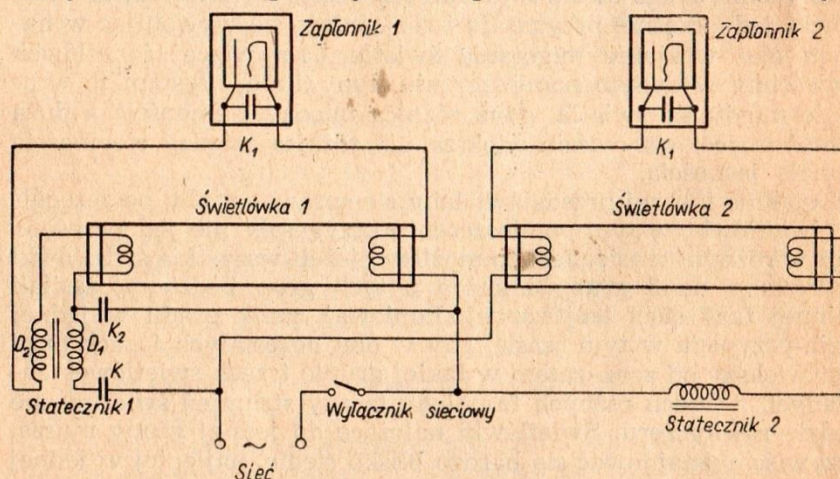 Zapłonnik 1
Zapłonnik 2
K₁
K₁
Świetlówka 1
Świetlówka 2
D₂
D₁
K₂
K
Statecznik 1
Wyłącznik sieciowy
Statecznik 2
~
Sieć